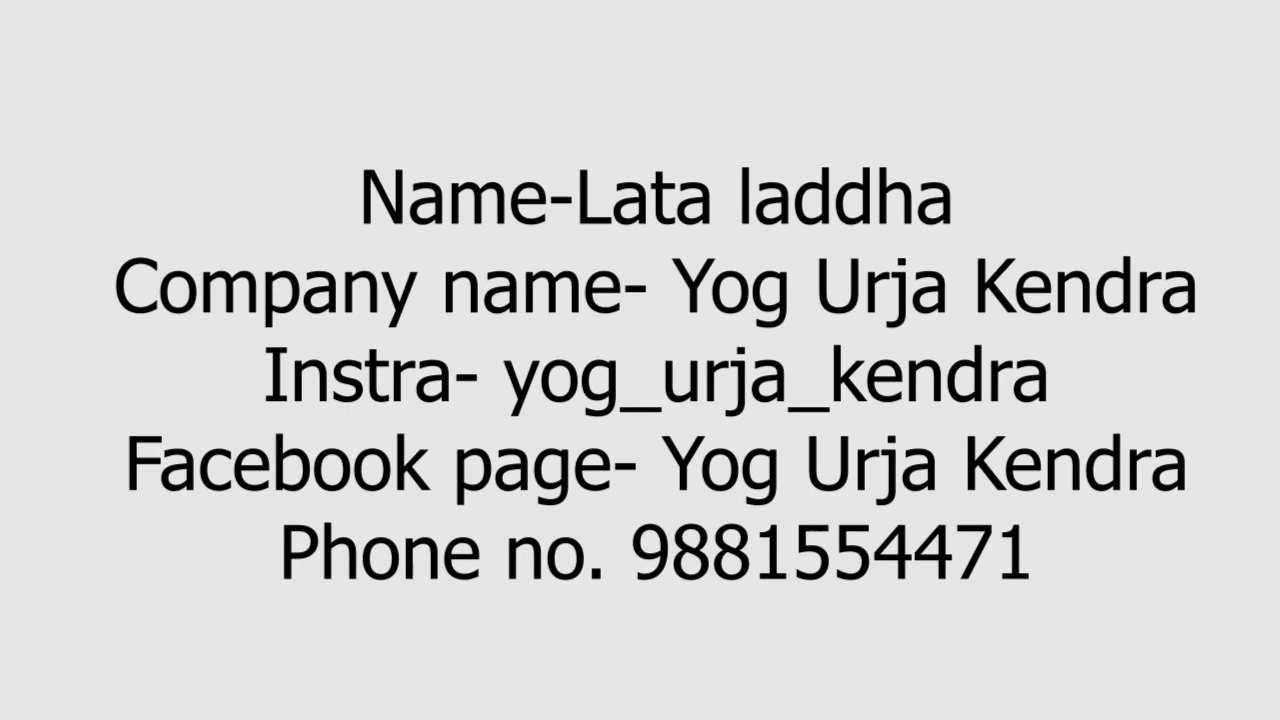 Name-Lata laddha
Company name- Yog Urja Kendra
Instra- yog_urja_kendra
Facebook page- Yog Urja Kendra
Phone no. 9881554471